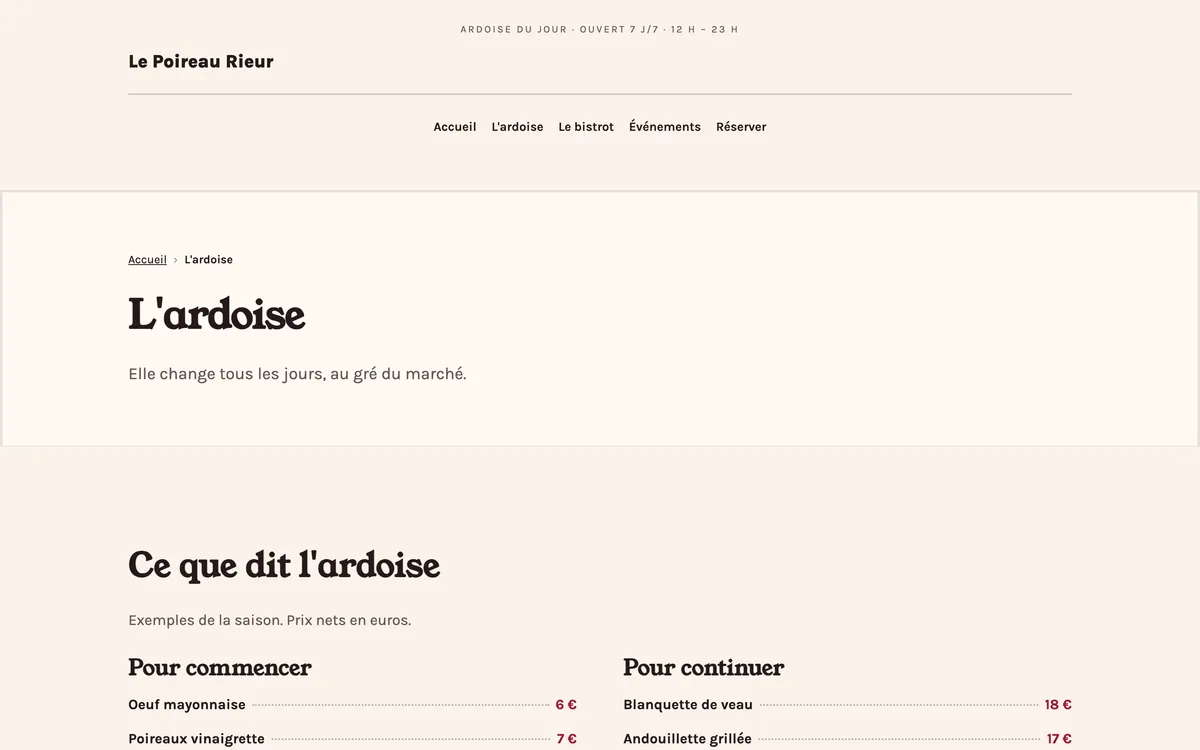 ARDOISE DU JOUR · OUVERT 7 J/7 · 12 H – 23 H
Le Poireau Rieur
Accueil L'ardoise Le bistrot Événements Réserver
Accueil › L'ardoise
L'ardoise
Elle change tous les jours, au gré du marché.
Ce que dit l'ardoise
Exemples de la saison. Prix nets en euros.
Pour commencer
Oeuf mayonnaise 6 €
Poireaux vinaigrette 7 €
Pour continuer
Blanquette de veau 18 €
Andouillette grillée 17 €